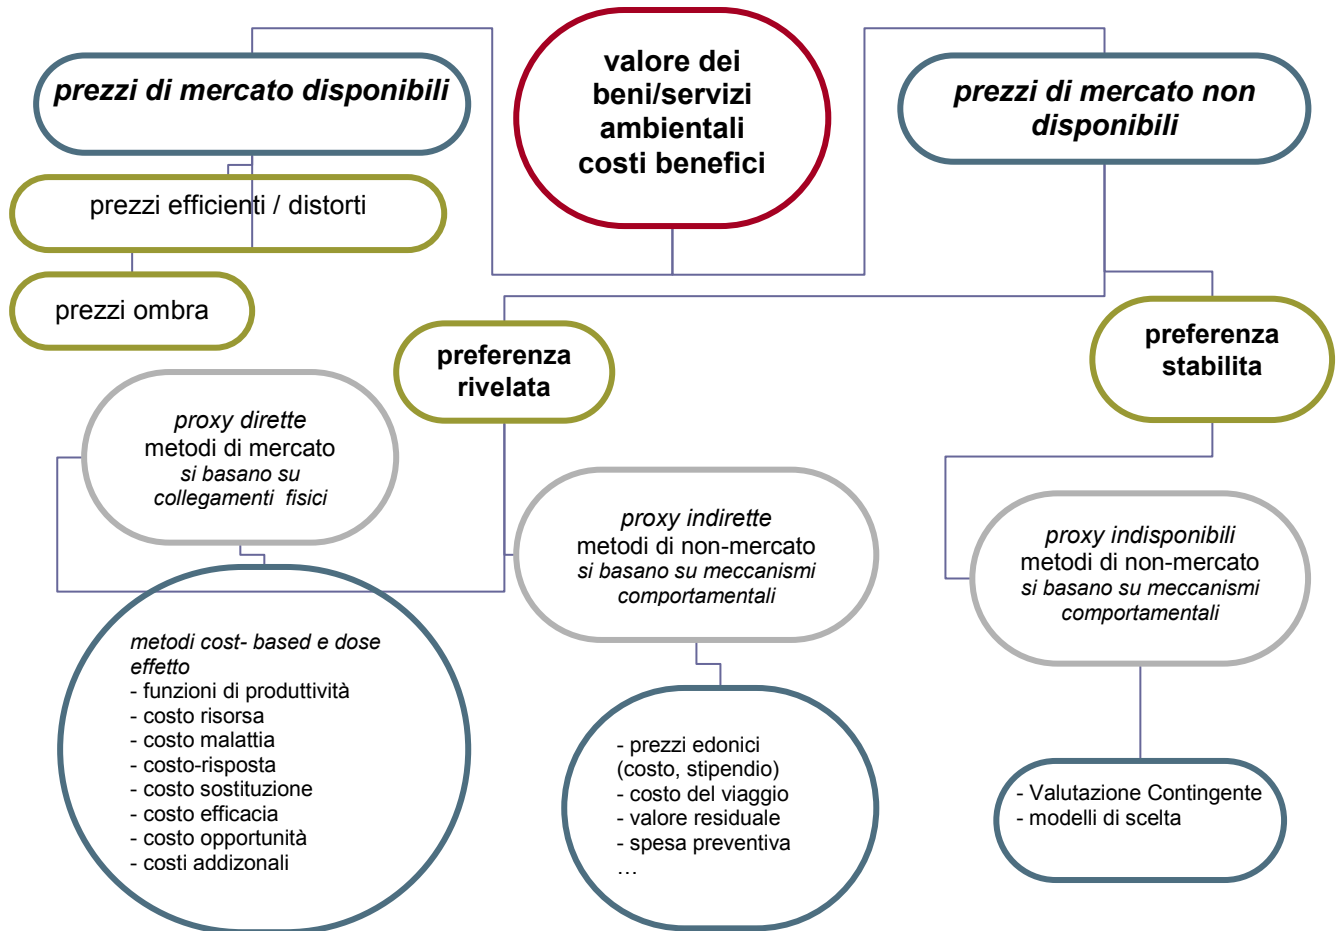 valore dei
beni/servizi
ambientali
costi benefici
prezzi di mercato disponibili
prezzi di mercato non
disponibili
prezzi efficienti / distorti
prezzi ombra
preferenza
rivelata
preferenza
stabilita
proxy dirette
metodi di mercato
si basano su
collegamenti fisici
proxy indirette
metodi di non-mercato
si basano su meccanismi
comportamentali
proxy indisponibili
metodi di non-mercato
si basano su meccanismi
comportamentali
metodi cost- based e dose
effetto
- funzioni di produttività
- costo risorsa
- costo malattia
- costo-risposta
- costo sostituzione
- costo efficacia
- costo opportunità
- costi addizonali
- prezzi edonici
(costo, stipendio)
- costo del viaggio
- valore residuale
- spesa preventiva
…
- Valutazione Contingente
- modelli di scelta